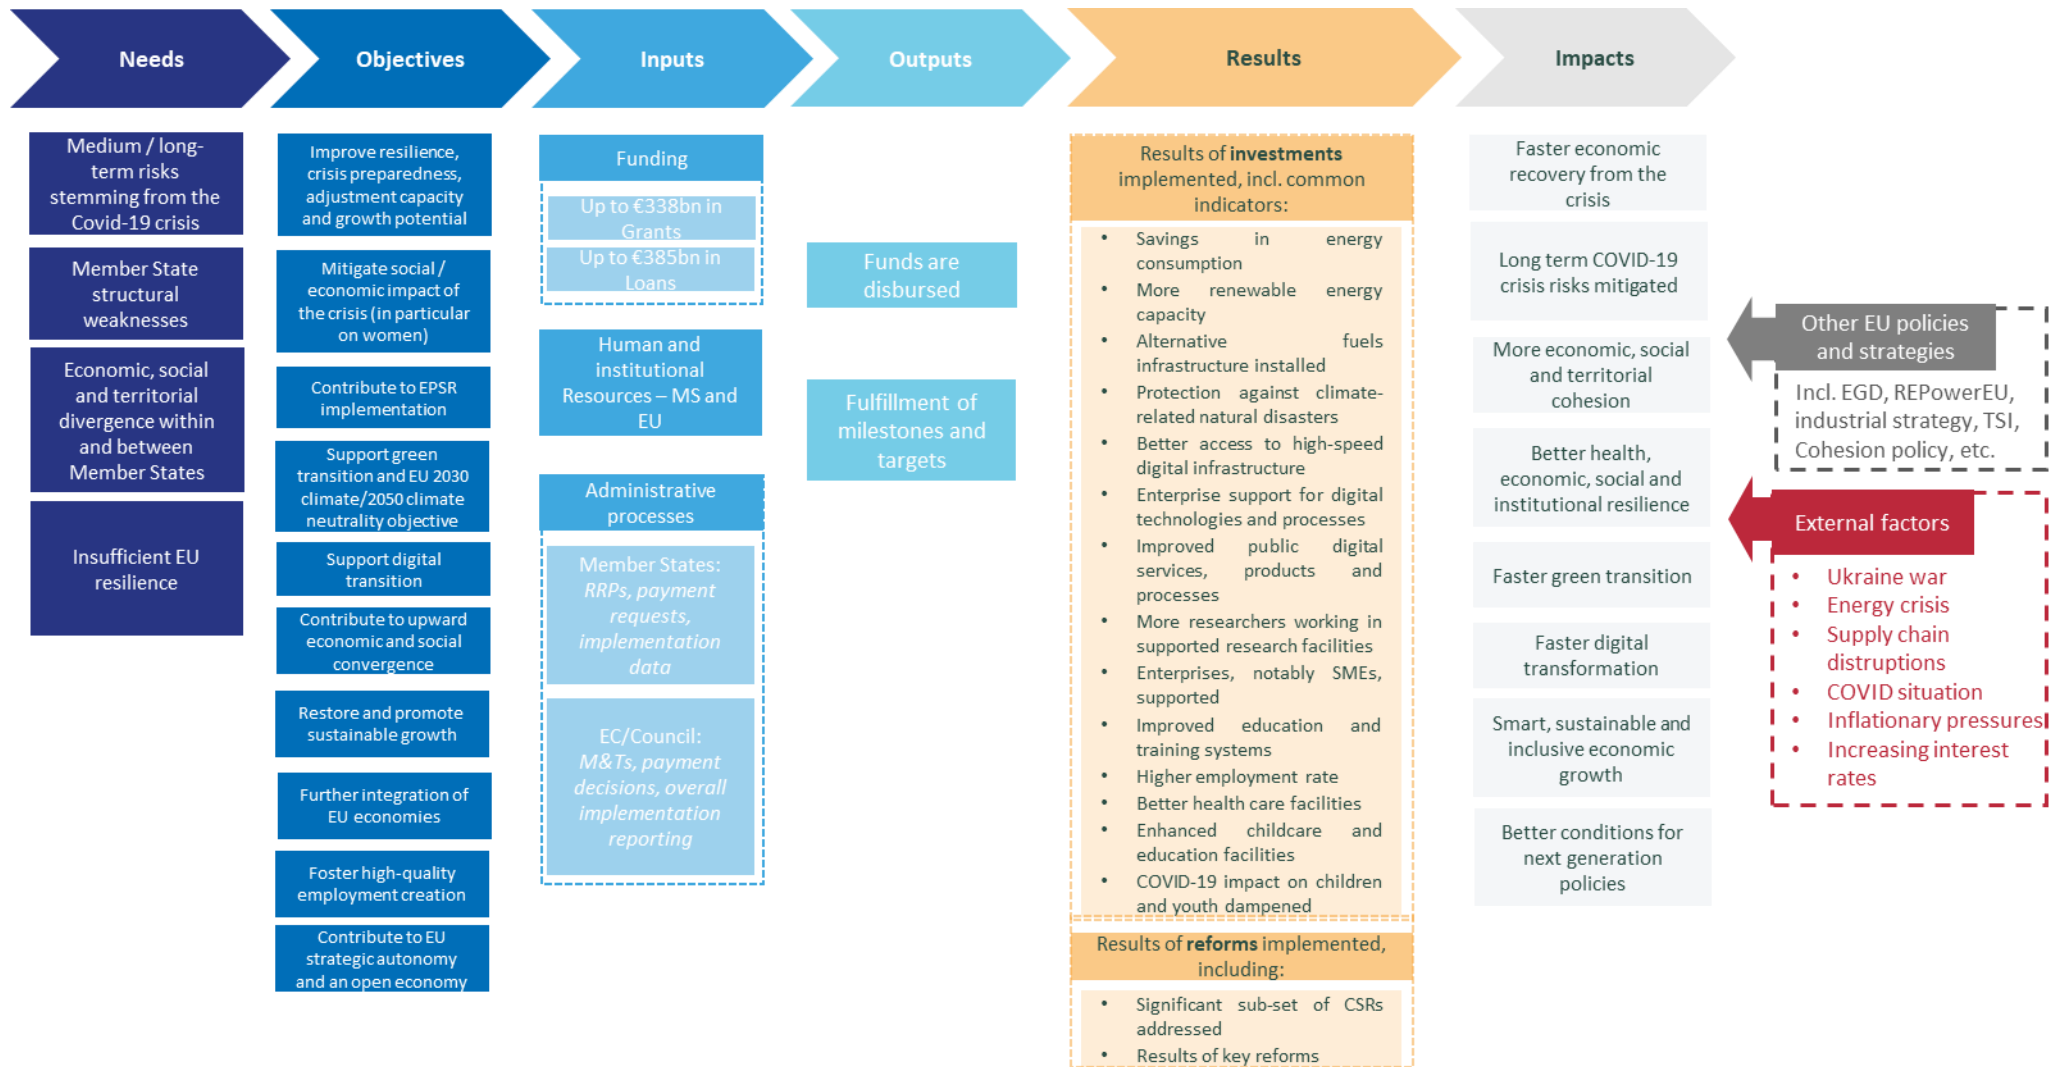 Needs
Objectives
Inputs
Outputs
Results
Impacts
Medium / long-
term risks
stemming from the
Covid-19 crisis
Member State
structural
weaknesses
Economic, social
and territorial
divergence within
and between
Member States
Insufficient EU
resilience
Improve resilience,
crisis preparedness,
adjustment capacity
and growth potential
Mitigate social /
economic impact of
the crisis (in particular
on women)
Contribute to EPSR
implementation
Support green
transition and EU 2030
climate/2050 climate
neutrality objective
Support digital
transition
Contribute to upward
economic and social
convergence
Restore and promote
sustainable growth
Further integration of
EU economies
Foster high-quality
employment creation
Contribute to EU
strategic autonomy
and an open economy
Funding
Up to €338bn in
Grants
Up to €385bn in
Loans
Human and
institutional
Resources – MS and
EU
Administrative
processes
Member States:
RRPs, payment
requests,
implementation
data
EC/Council:
M&Ts, payment
decisions, overall
implementation
reporting
Funds are
disbursed
Fulfillment of
milestones and
targets
Results of investments
implemented, incl. common
indicators:
• Savings in energy
consumption
• More renewable energy
capacity
• Alternative fuels
infrastructure installed
• Protection against climate-
related natural disasters
• Better access to high-speed
digital infrastructure
• Enterprise support for digital
technologies and processes
• Improved public digital
services, products and
processes
• More researchers working in
supported research facilities
• Enterprises, notably SMEs,
supported
• Improved education and
training systems
• Higher employment rate
• Better health care facilities
• Enhanced childcare and
education facilities
• COVID-19 impact on children
and youth dampened
Results of reforms implemented,
including:
• Significant sub-set of CSRs
addressed
• Results of key reforms
Faster economic
recovery from the
crisis
Long term COVID-19
crisis risks mitigated
More economic, social
and territorial
cohesion
Better health,
economic, social and
institutional resilience
Faster green transition
Faster digital
transformation
Smart, sustainable and
inclusive economic
growth
Better conditions for
next generation
policies
Other EU policies
and strategies
Incl. EGD, REPowerEU,
industrial strategy, TSI,
Cohesion policy, etc.
External factors
• Ukraine war
• Energy crisis
• Supply chain
distruptions
• COVID situation
• Inflationary pressures
• Increasing interest
rates